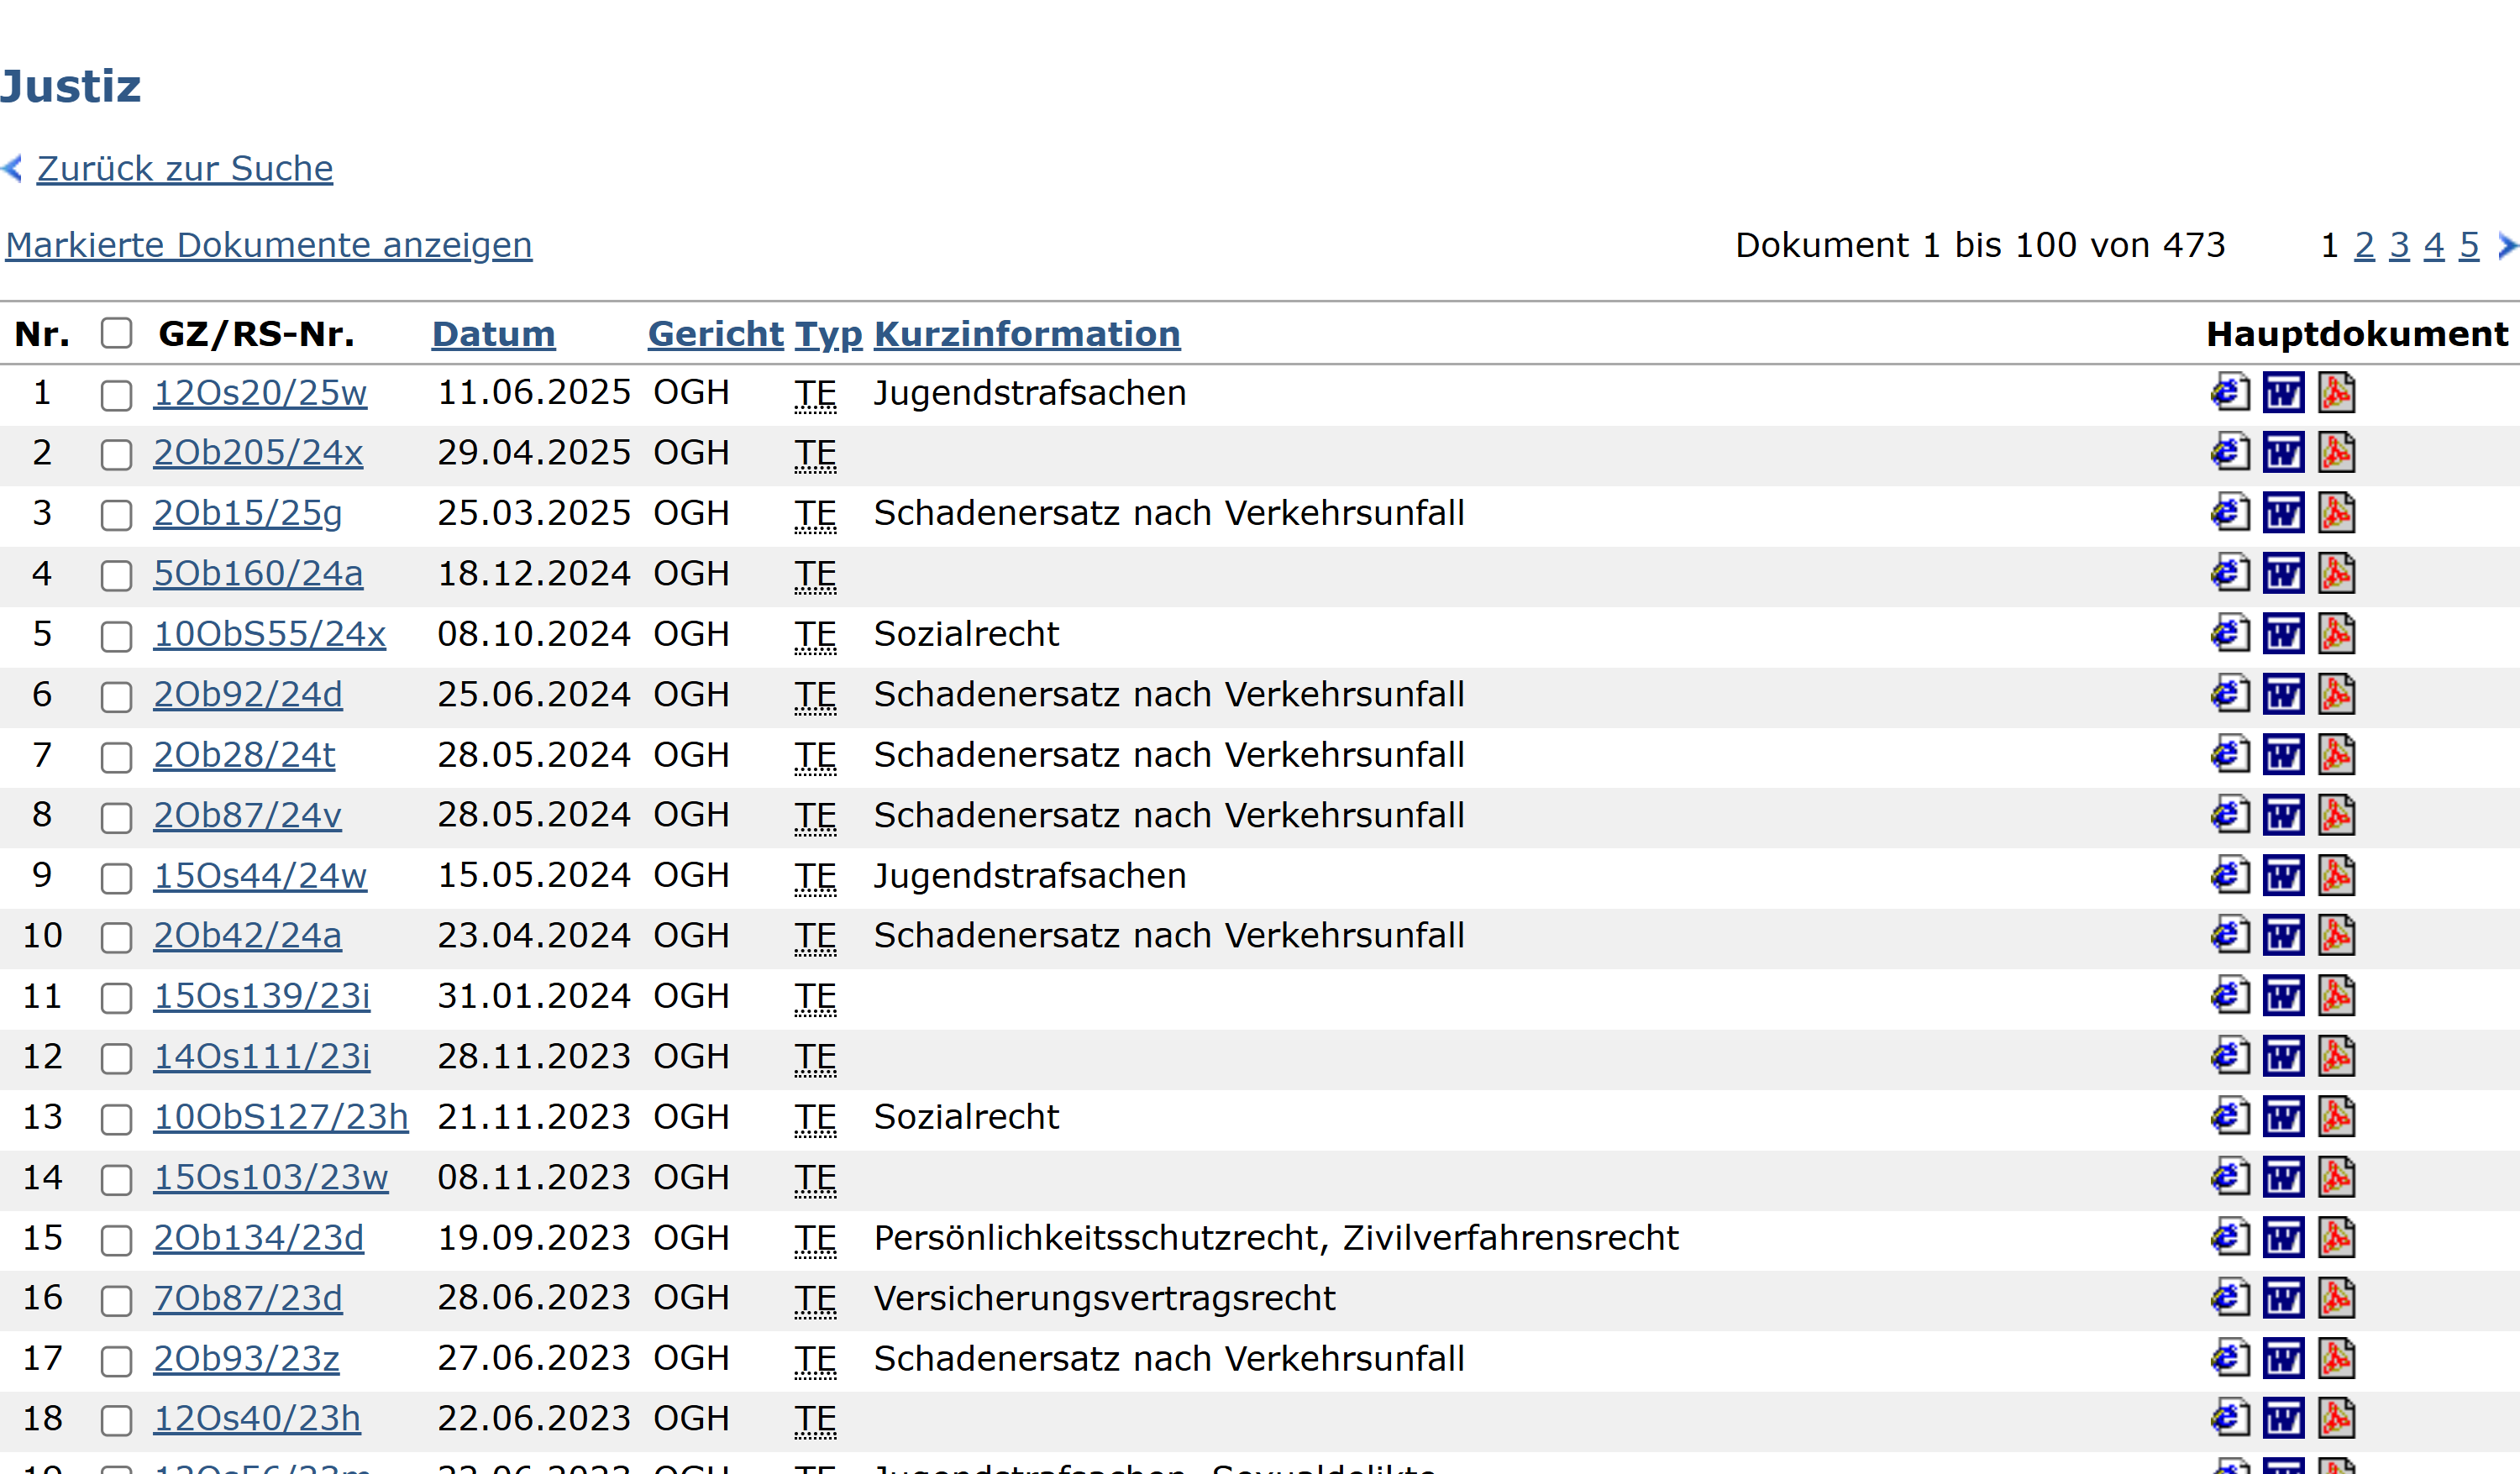 Justiz
Zurück zur Suche
Markierte Dokumente anzeigen Dokument 1 bis 100 von 473 1 2 3 4 5
Nr. GZ/RS-Nr. Datum Gericht Typ Kurzinformation Hauptdokument
1 12Os20/25w 11.06.2025 OGH TE Jugendstrafsachen
2 2Ob205/24x 29.04.2025 OGH TE
3 2Ob15/25g 25.03.2025 OGH TE Schadenersatz nach Verkehrsunfall
4 5Ob160/24a 18.12.2024 OGH TE
5 10ObS55/24x 08.10.2024 OGH TE Sozialrecht
6 2Ob92/24d 25.06.2024 OGH TE Schadenersatz nach Verkehrsunfall
7 2Ob28/24t 28.05.2024 OGH TE Schadenersatz nach Verkehrsunfall
8 2Ob87/24v 28.05.2024 OGH TE Schadenersatz nach Verkehrsunfall
9 15Os44/24w 15.05.2024 OGH TE Jugendstrafsachen
10 2Ob42/24a 23.04.2024 OGH TE Schadenersatz nach Verkehrsunfall
11 15Os139/23i 31.01.2024 OGH TE
12 14Os111/23i 28.11.2023 OGH TE
13 10ObS127/23h 21.11.2023 OGH TE Sozialrecht
14 15Os103/23w 08.11.2023 OGH TE
15 2Ob134/23d 19.09.2023 OGH TE Persönlichkeitsschutzrecht, Zivilverfahrensrecht
16 7Ob87/23d 28.06.2023 OGH TE Versicherungsvertragsrecht
17 2Ob93/23z 27.06.2023 OGH TE Schadenersatz nach Verkehrsunfall
18 12Os40/23h 22.06.2023 OGH TE
19 22.06.2023 OGH TE Jugendstrafsachen, Sexualdelikte